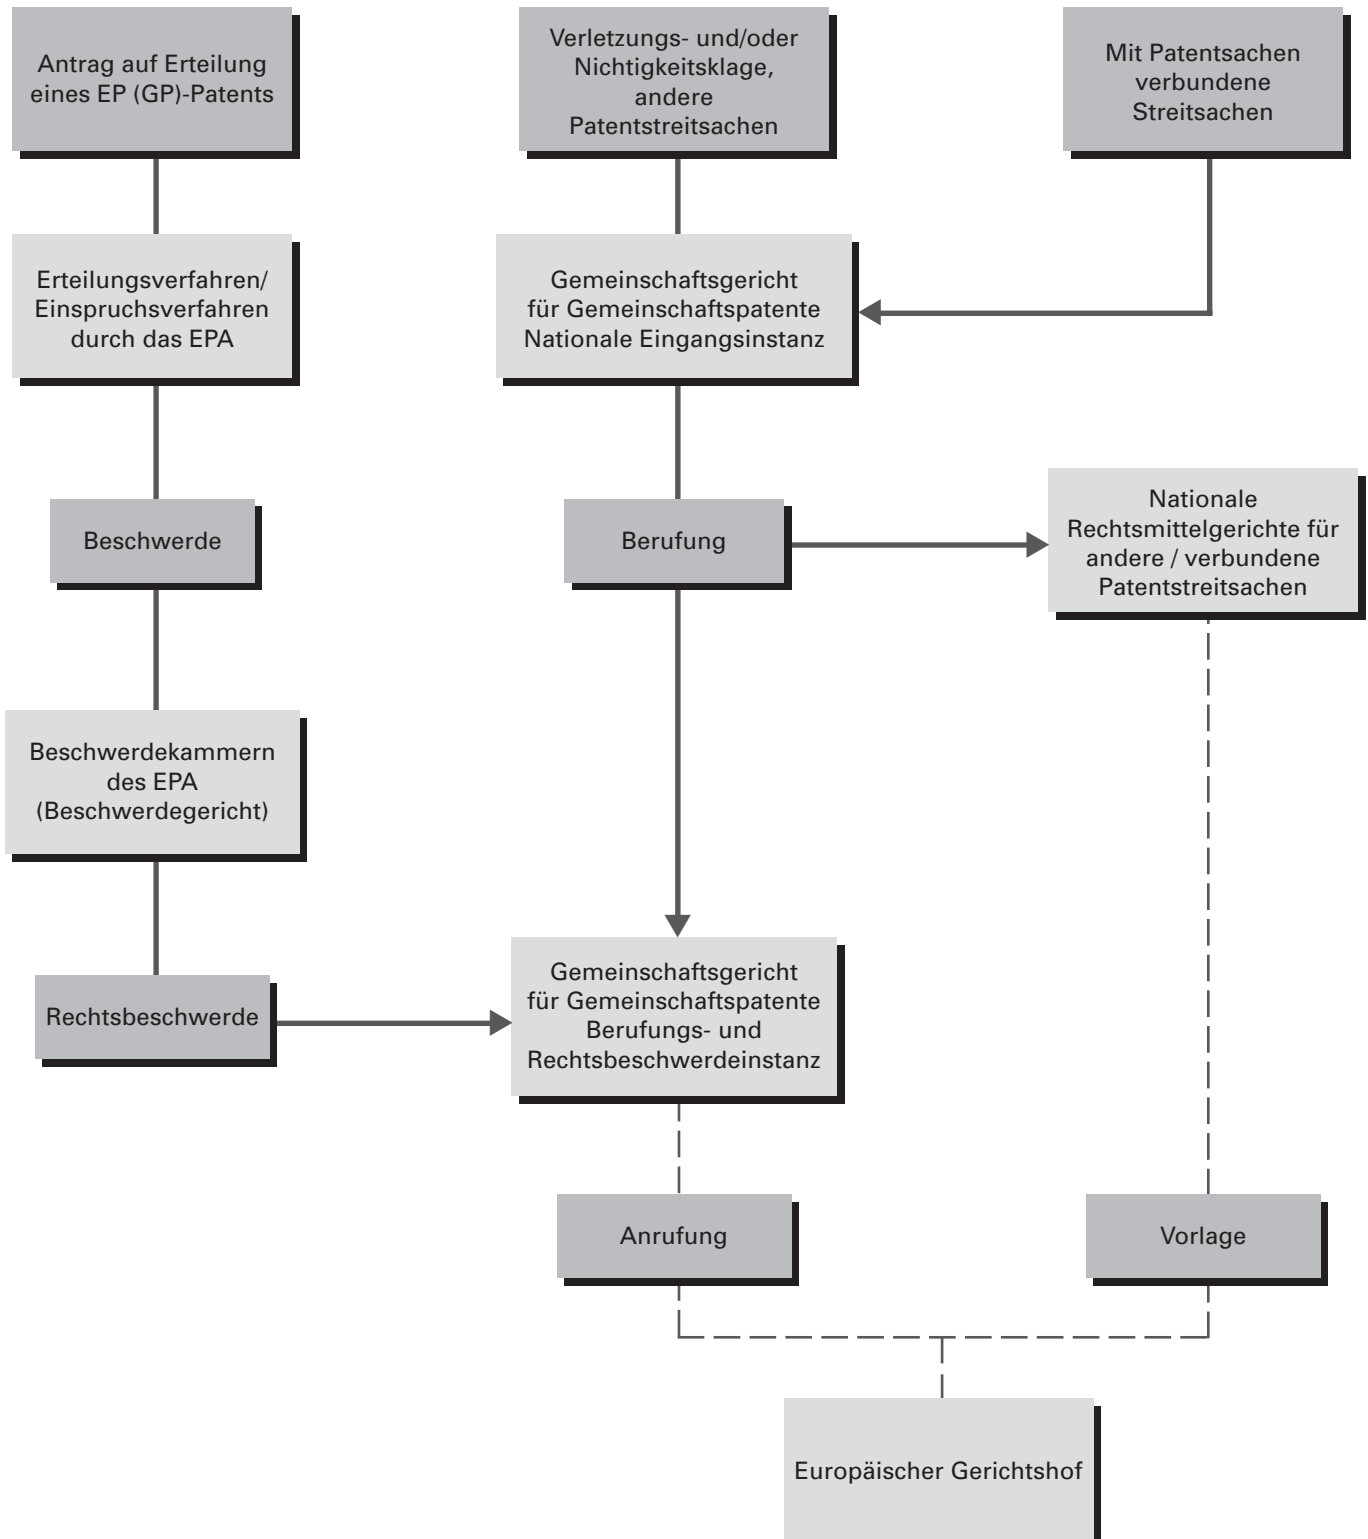 Antrag auf Erteilung
eines EP (GP)-Patents
Verletzungs- und/oder
Nichtigkeitsklage,
andere
Patentstreitsachen
Mit Patentsachen
verbundene
Streitsachen
Erteilungsverfahren/
Einspruchsverfahren
durch das EPA
Gemeinschaftsgericht
für Gemeinschaftspatente
Nationale Eingangsinstanz
Beschwerde
Berufung
Nationale
Rechtsmittelgerichte für
andere / verbundene
Patentstreitsachen
Beschwerdekammern
des EPA
(Beschwerdegericht)
Rechtsbeschwerde
Gemeinschaftsgericht
für Gemeinschaftspatente
Berufungs- und
Rechtsbeschwerdeinstanz
Anrufung
Vorlage
Europäischer Gerichtshof